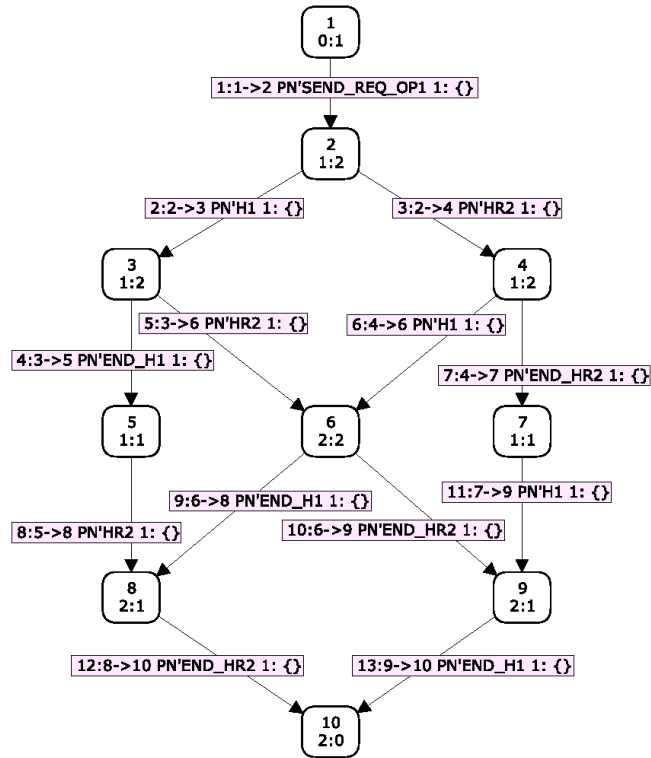 1
0:1
1:1->2 PN'SEND_REQ_OP1 1: {}
2
1:2
2:2->3 PN'H1 1: {}
3:2->4 PN'HR2 1: {}
3
1:2
4
1:2
5:3->6 PN'HR2 1: {}
6:4->6 PN'H1 1: {}
4:3->5 PN'END_H1 1: {}
7:4->7 PN'END_HR2 1: {}
5
1:1
6
2:2
7
1:1
9:6->8 PN'END_H1 1: {}
11:7->9 PN'H1 1: {}
8:5->8 PN'HR2 1: {}
10:6->9 PN'END_HR2 1: {}
8
2:1
9
2:1
12:8->10 PN'END_HR2 1: {}
13:9->10 PN'END_H1 1: {}
10
2:0